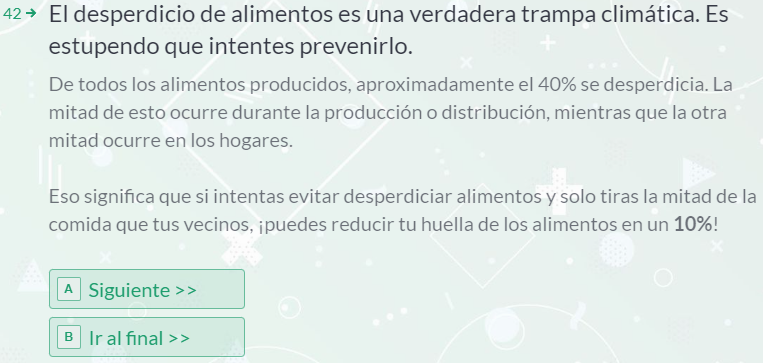 42 → El desperdicio de alimentos es una verdadera trampa climática. Es
estupendo que intentes prevenirlo.
De todos los alimentos producidos, aproximadamente el 40% se desperdicia. La
mitad de esto ocurre durante la producción o distribución, mientras que la otra
mitad ocurre en los hogares.
Eso significa que si intentas evitar desperdiciar alimentos y solo tiras la mitad de la
comida que tus vecinos, ¡puedes reducir tu huella de los alimentos en un 10%!
A Siguiente >>
B Ir al final >>